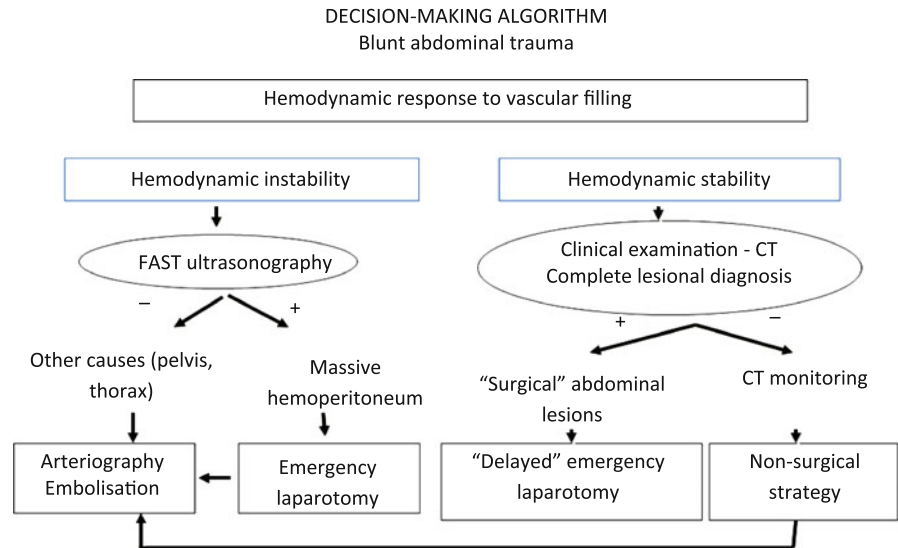 DECISION-MAKING ALGORITHM
Blunt abdominal trauma
Hemodynamic response to vascular filling
Hemodynamic instability
Hemodynamic stability
FAST ultrasonography
Clinical examination - CT
Complete lesional diagnosis
–
+
+
–
Other causes (pelvis,
thorax)
Massive
hemoperitoneum
“Surgical” abdominal
lesions
CT monitoring
Arteriography
Embolisation
Emergency
laparotomy
“Delayed” emergency
laparotomy
Non-surgical
strategy